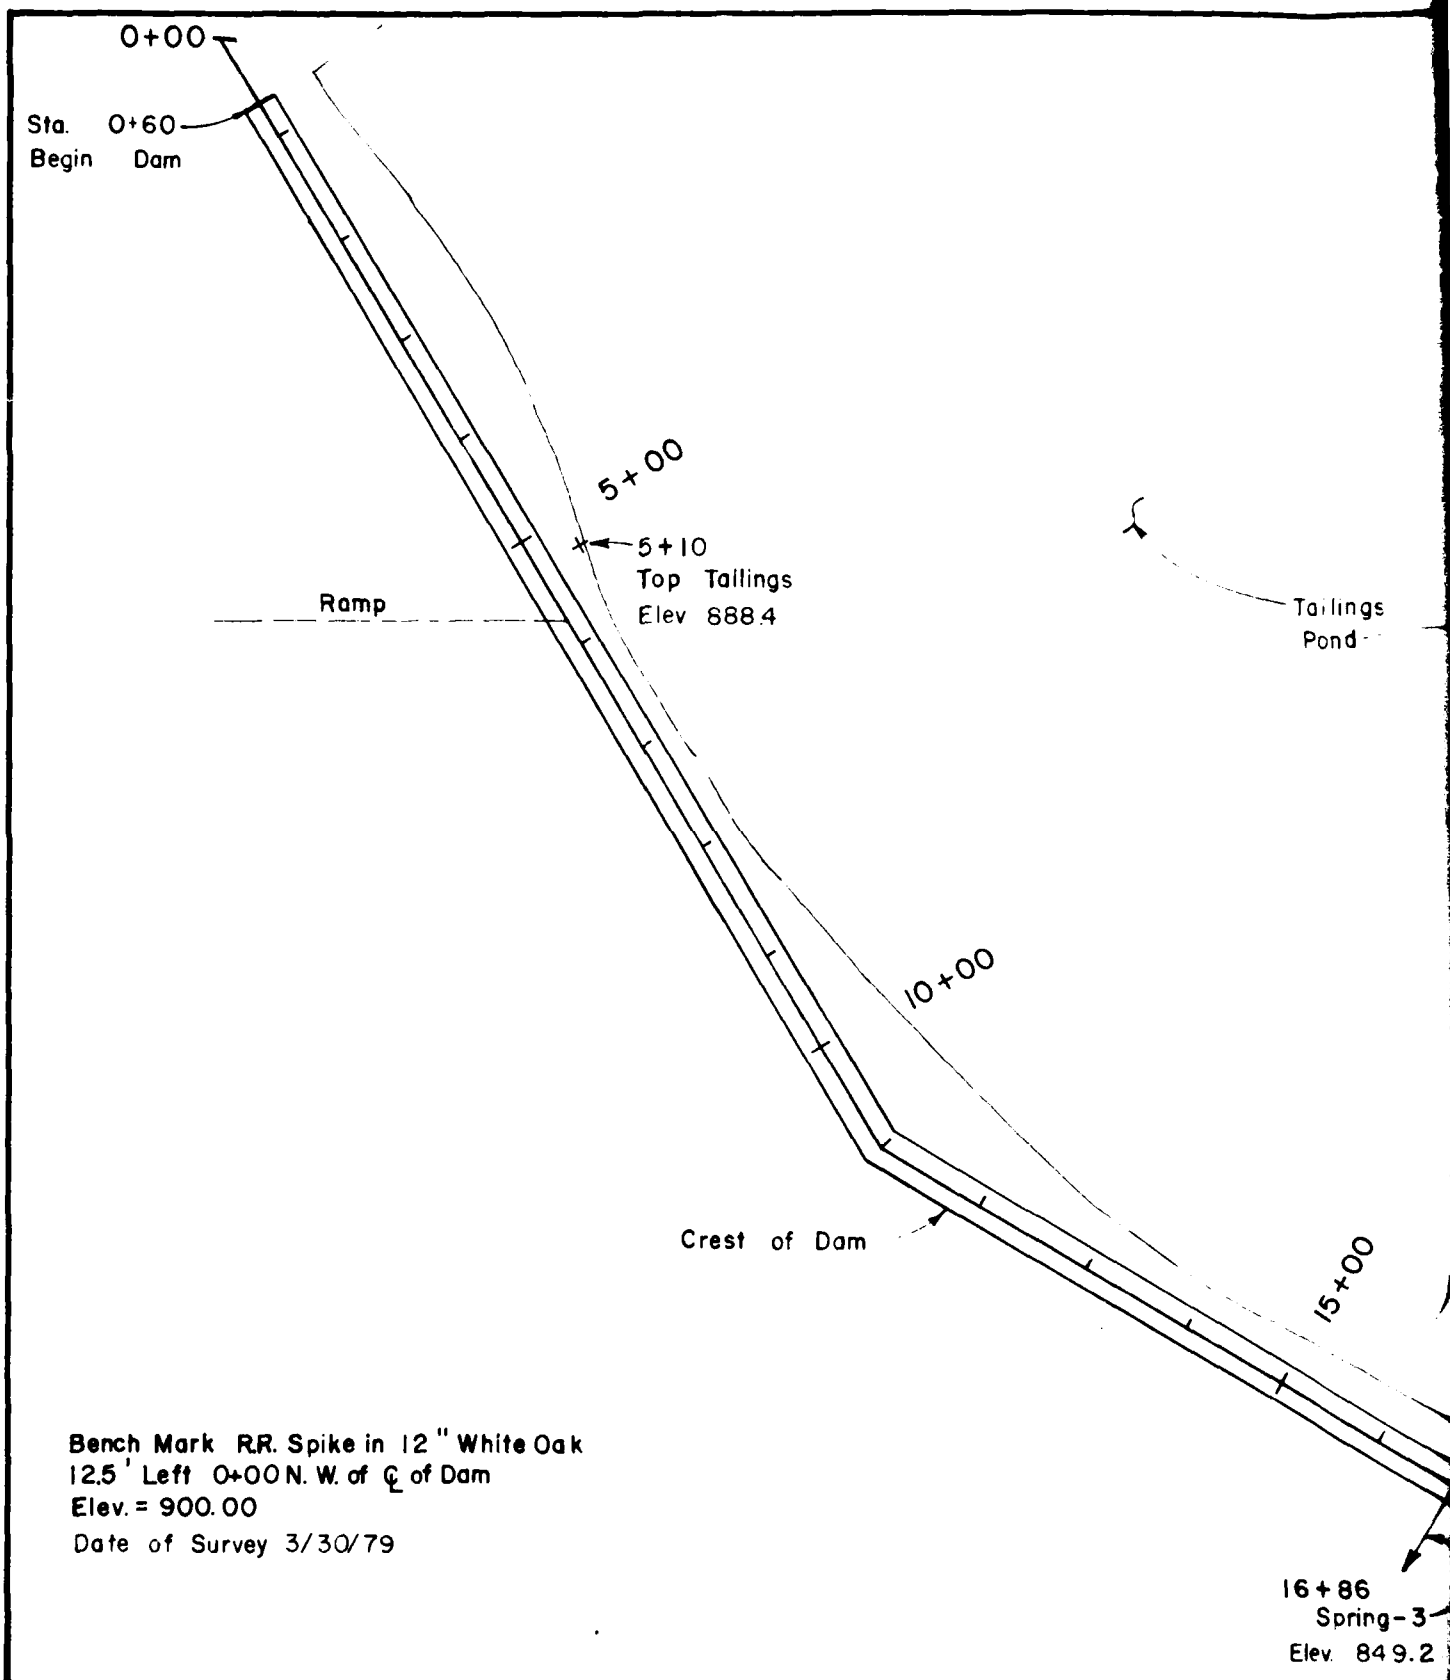 0+00
Sta. 0+60
Begin Dam
5+00
5+10
Top Tailings
Elev 888.4
Ramp
Tailings
Pond
10+00
Crest of Dam
15+00
Bench Mark R.R. Spike in 12" White Oak
12.5' Left 0+00 N. W. of ℄ of Dam
Elev. = 900.00
Date of Survey 3/30/79
16+86
Spring-3
Elev. 849.2